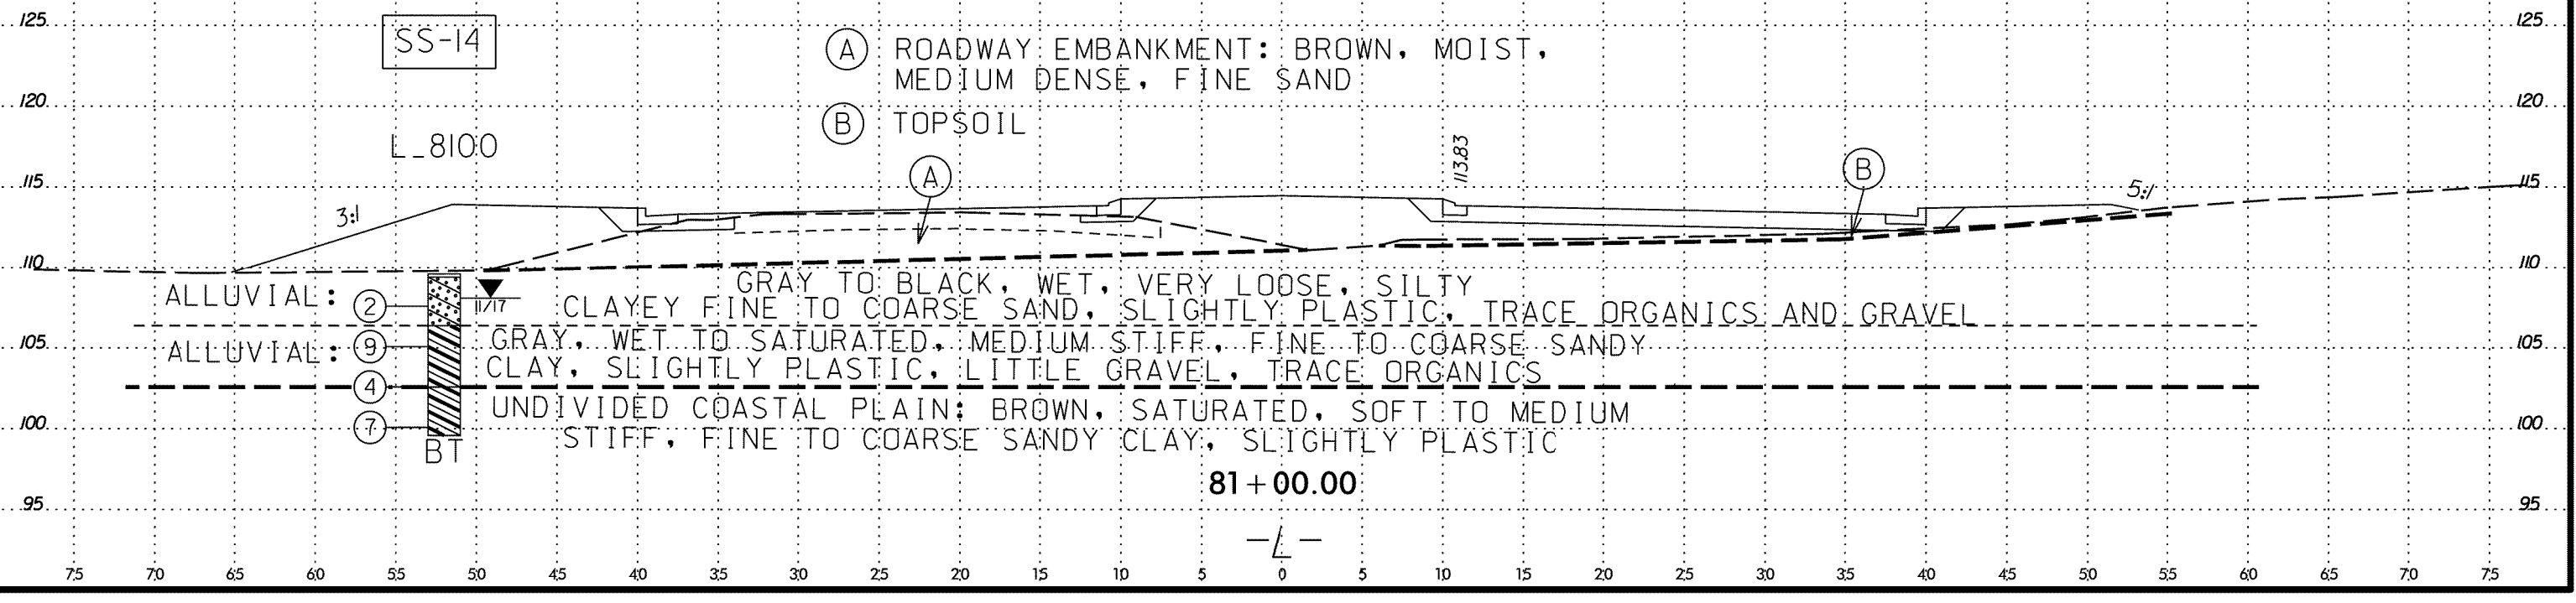 125 125
SS-14
A ROADWAY EMBANKMENT: BROWN, MOIST,
MEDIUM DENSE, FINE SAND
120 120
B TOPSOIL
L_8100
113.83
115 115
A
B
3:1
5:1
110 110
GRAY TO BLACK, WET, VERY LOOSE, SILTY
ALLUVIAL: 2 11/17 CLAYEY FINE TO COARSE SAND, SLIGHTLY PLASTIC, TRACE ORGANICS AND GRAVEL
105 105
ALLUVIAL: 9 GRAY, WET TO SATURATED, MEDIUM STIFF, FINE TO COARSE SANDY
CLAY, SLIGHTLY PLASTIC, LITTLE GRAVEL, TRACE ORGANICS
4
UNDIVIDED COASTAL PLAIN: BROWN, SATURATED, SOFT TO MEDIUM
100 7 100
STIFF, FINE TO COARSE SANDY CLAY, SLIGHTLY PLASTIC
BT
81+00.00
95 95
-L-
75 70 65 60 55 50 45 40 35 30 25 20 15 10 5 0 5 10 15 20 25 30 35 40 45 50 55 60 65 70 75